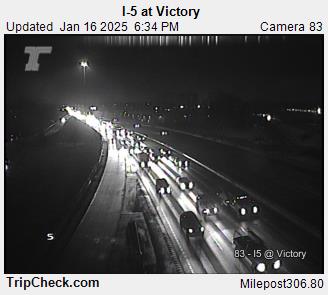 I-5 at Victory
Updated Jan 16 2025 6:34 PM Camera 83
T
S
83 - I5 @ Victory
TripCheck.com Milepost306.80